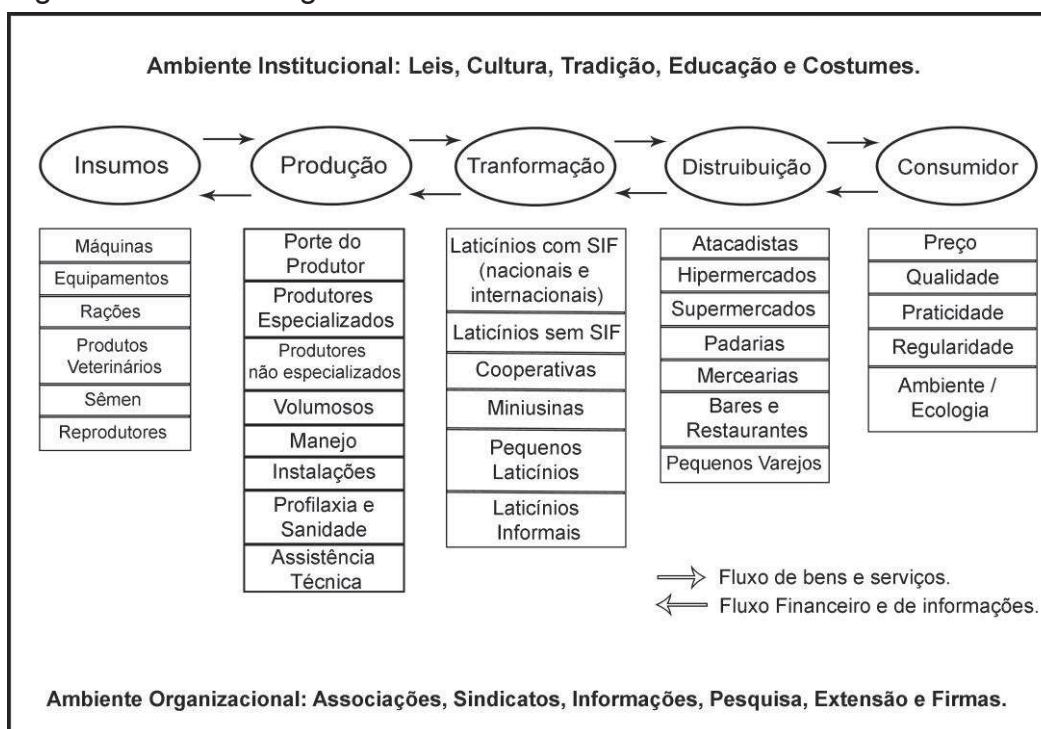 Ambiente Institucional: Leis, Cultura, Tradição, Educação e Costumes.
Insumos
Produção
Tranformação
Distruibuição
Consumidor
Máquinas
Equipamentos
Rações
Produtos
Veterinários
Sêmen
Reprodutores
Porte do
Produtor
Produtores
Especializados
Produtores
não especializados
Volumosos
Manejo
Instalações
Profilaxia e
Sanidade
Assistência
Técnica
Laticínios com SIF
(nacionais e
internacionais)
Laticínios sem SIF
Cooperativas
Miniusinas
Pequenos
Laticínios
Laticínios
Informais
Atacadistas
Hipermercados
Supermercados
Padarias
Mercearias
Bares e
Restaurantes
Pequenos Varejos
Preço
Qualidade
Praticidade
Regularidade
Ambiente /
Ecologia
Fluxo de bens e serviços.
Fluxo Financeiro e de informações.
Ambiente Organizacional: Associações, Sindicatos, Informações, Pesquisa, Extensão e Firmas.